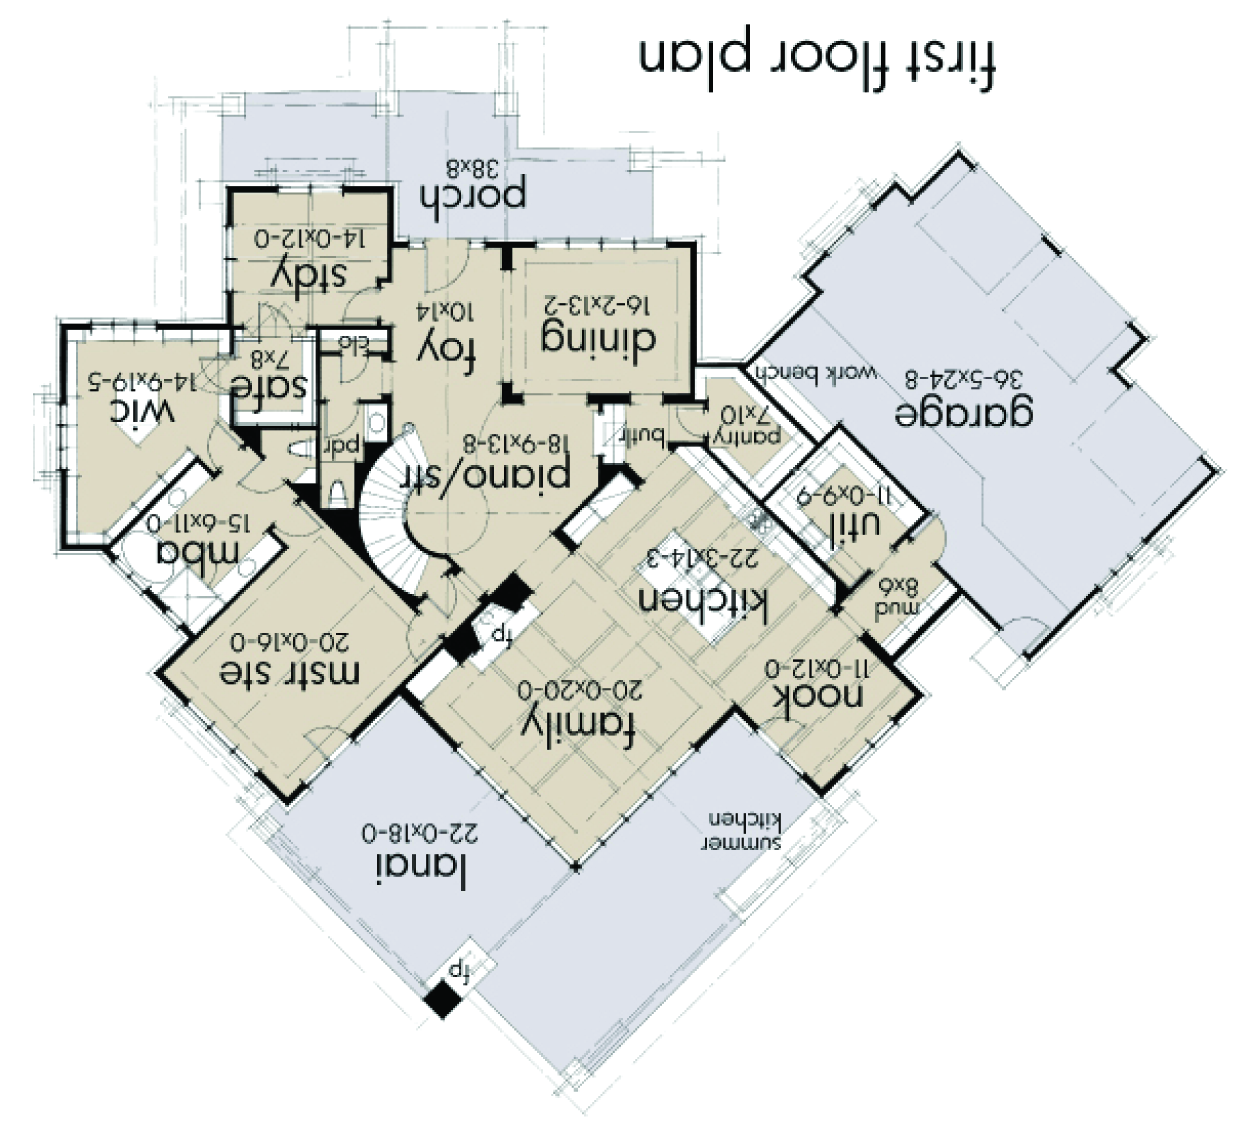 lanai
22-0x18-0
fp
summer
kitchen
family
20-0x20-0
nook
11-0x12-0
mstr ste
20-0x16-0
fp
kitchen
22-3x14-3
mud
8x6
util
11-0x9-9
mba
15-6x11-0
piano/str
18-9x13-8
pdr
butlr
pantry
7x10
garage
36-5x24-8
work bench
wic
14-9x19-5
safe
7x8
clo
foy
10x14
dining
16-2x13-2
stdy
14-0x12-0
porch
38x8
first floor plan